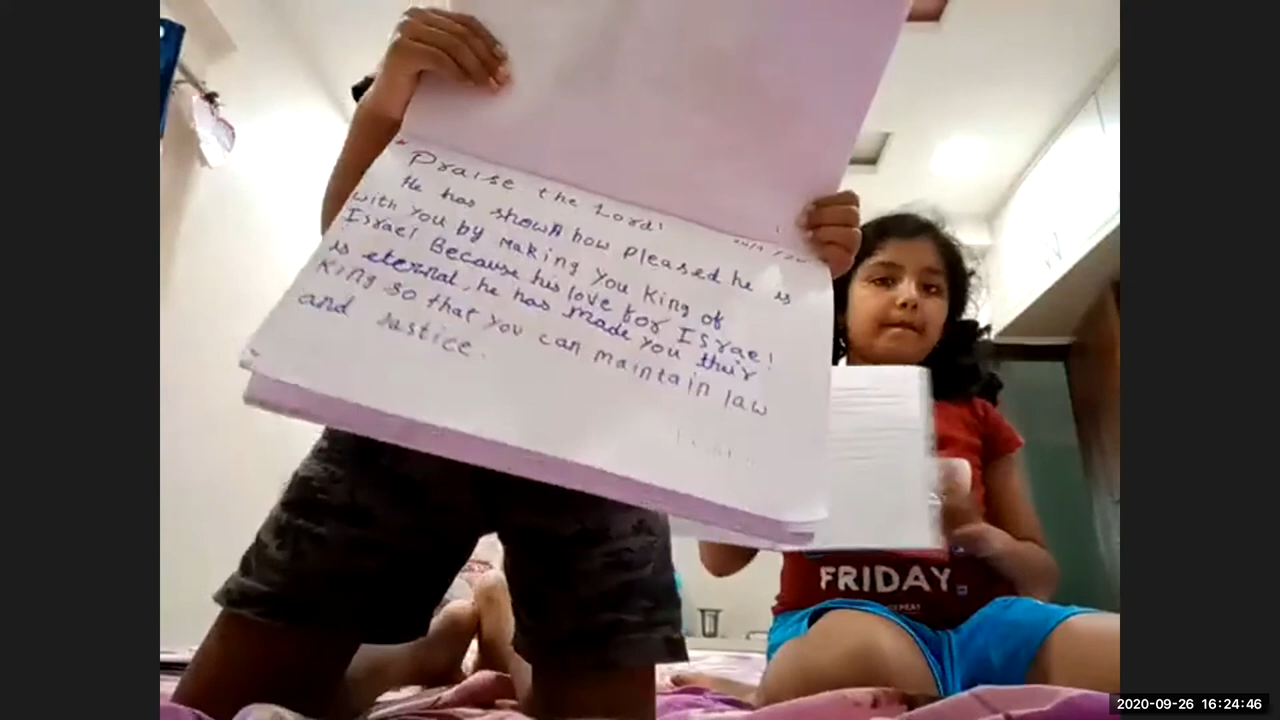 Praise the Lord!
He has shown how pleased he is
with you by making you king of
Israel Because his love for Israel
is eternal, he has made you their
King so that you can maintain law
and Justice.
FRIDAY
REPEAT
2020-09-26 16:24:46